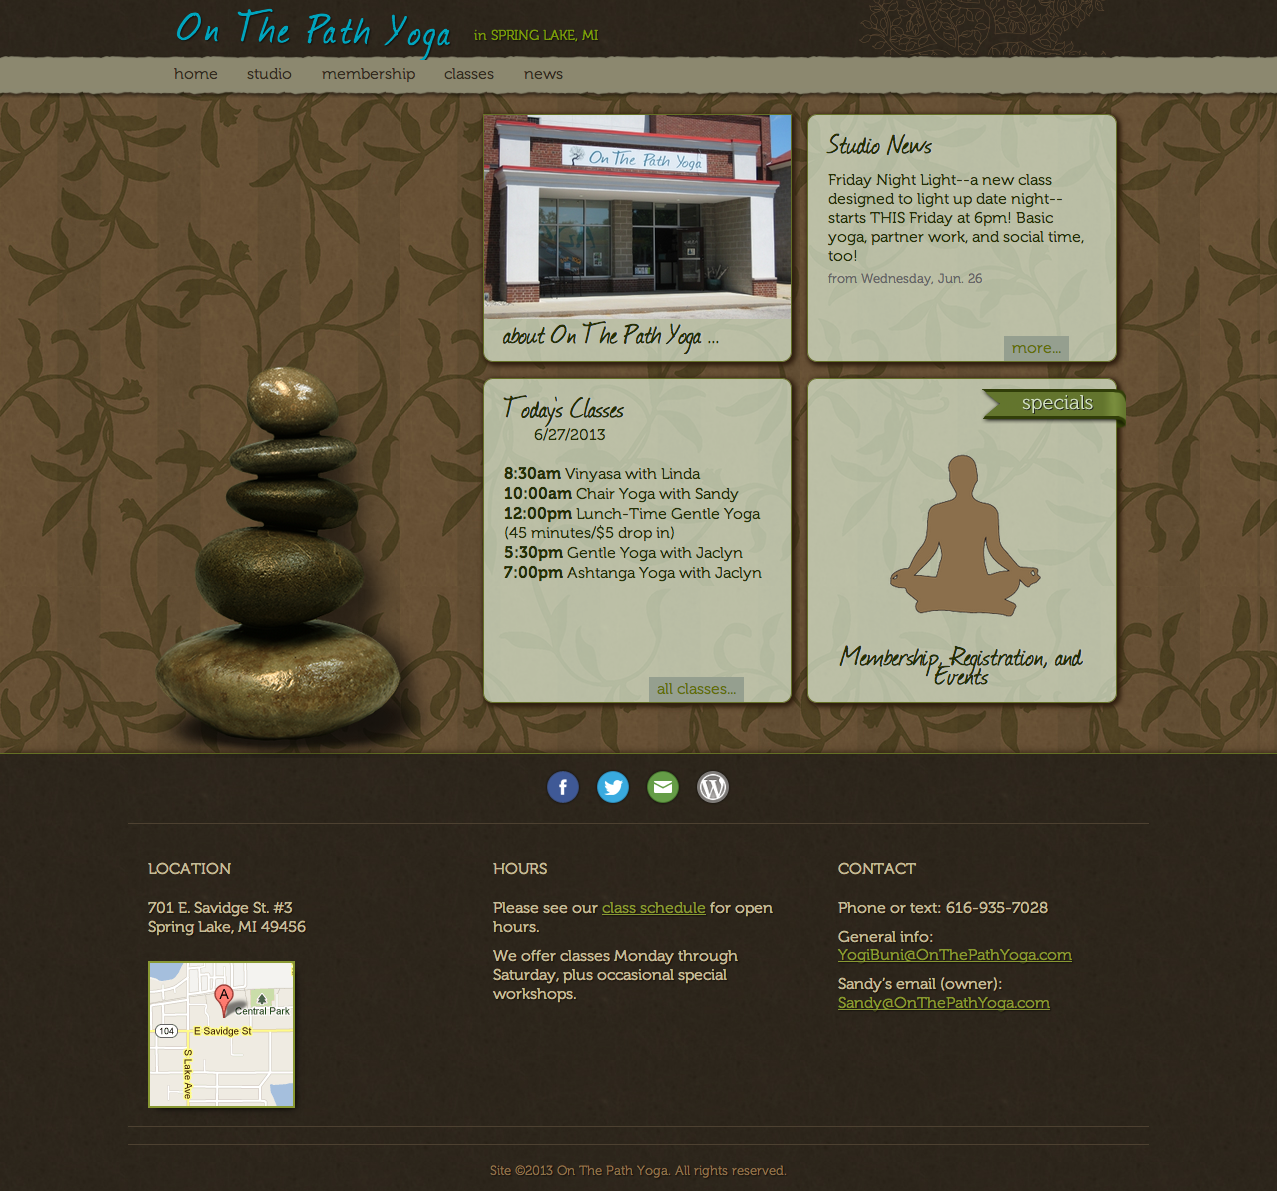 On The Path Yoga
in SPRING LAKE, MI
home studio membership classes news
On The Path Yoga
about On The Path Yoga ...
Studio News
Friday Night Light--a new class
designed to light up date night--
starts THIS Friday at 6pm! Basic
yoga, partner work, and social time,
too!
from Wednesday, Jun. 26
more...
Today's Classes
6/27/2013
8:30am Vinyasa with Linda
10:00am Chair Yoga with Sandy
12:00pm Lunch-Time Gentle Yoga
(45 minutes/$5 drop in)
5:30pm Gentle Yoga with Jaclyn
7:00pm Ashtanga Yoga with Jaclyn
all classes...
specials
Membership, Registration, and
Events
LOCATION
701 E. Savidge St. #3
Spring Lake, MI 49456
A
Central Park
104
E Savidge St
S Lake Ave
HOURS
Please see our class schedule for open
hours.
We offer classes Monday through
Saturday, plus occasional special
workshops.
CONTACT
Phone or text: 616-935-7028
General info:
YogiBuni@OnThePathYoga.com
Sandy's email (owner):
Sandy@OnThePathYoga.com
Site ©2013 On The Path Yoga. All rights reserved.